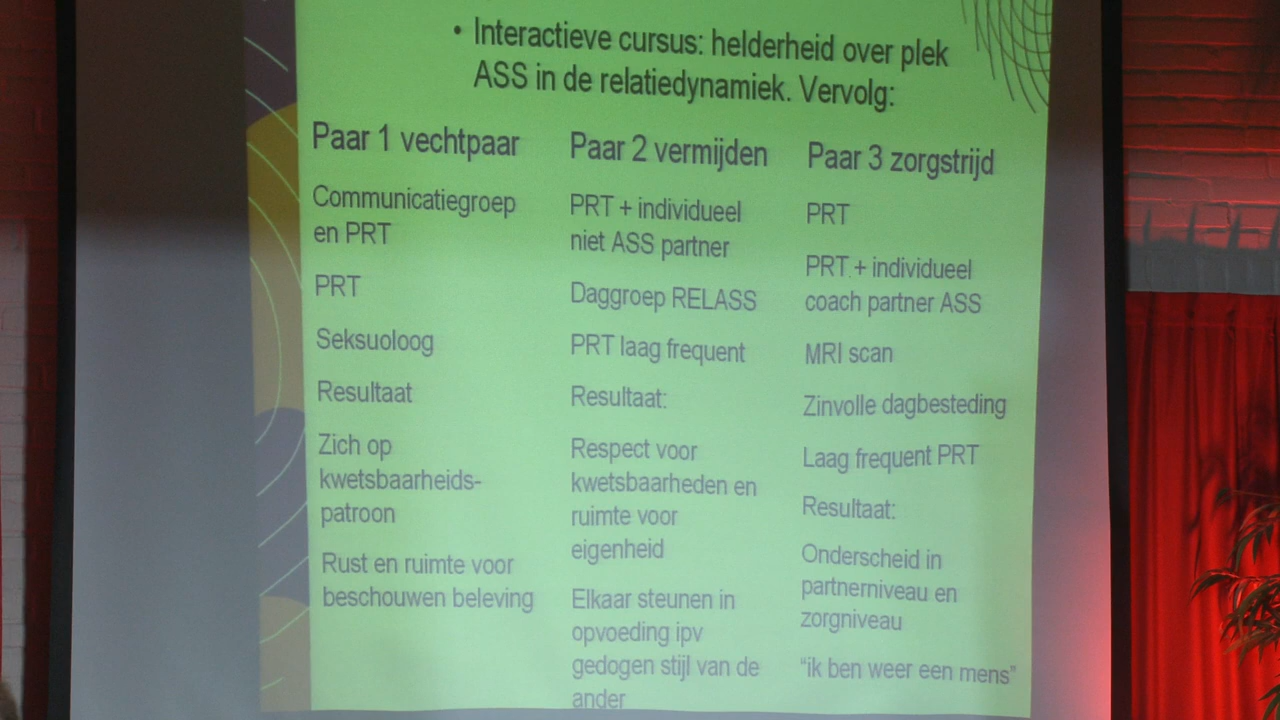 • Interactieve cursus: helderheid over plek
ASS in de relatiedynamiek. Vervolg:
Paar 1 vechtpaar
Communicatiegroep
en PRT
PRT
Seksuoloog
Resultaat
Zich op
kwetsbaarheids-
patroon
Rust en ruimte voor
beschouwen beleving
Paar 2 vermijden
PRT + individueel
niet ASS partner
Daggroep RELASS
PRT laag frequent
Resultaat:
Respect voor
kwetsbaarheden en
ruimte voor
eigenheid
Elkaar steunen in
opvoeding ipv
gedogen stijl van de
ander
Paar 3 zorgstrijd
PRT
PRT + individueel
coach partner ASS
MRI scan
Zinvolle dagbesteding
Laag frequent PRT
Resultaat:
Onderscheid in
partnerniveau en
zorgniveau
“ik ben weer een mens”